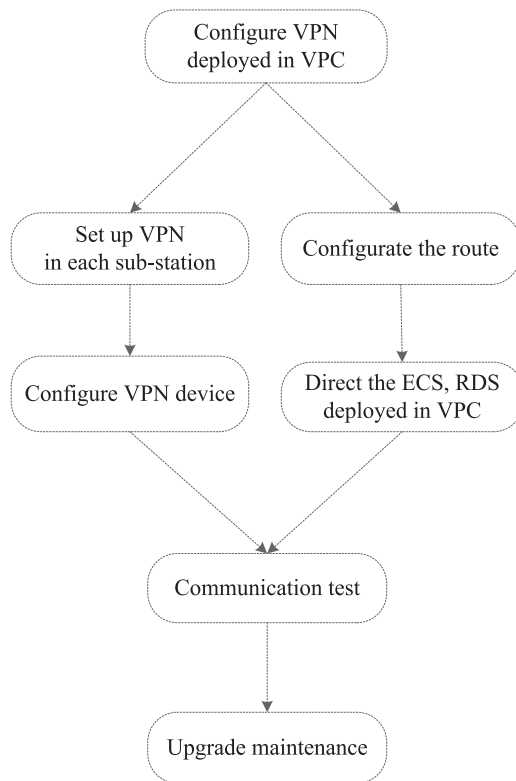 Configure VPN
deployed in VPC
Set up VPN
in each sub-station
Configurate the route
Configure VPN device
Direct the ECS, RDS
deployed in VPC
Communication test
Upgrade maintenance